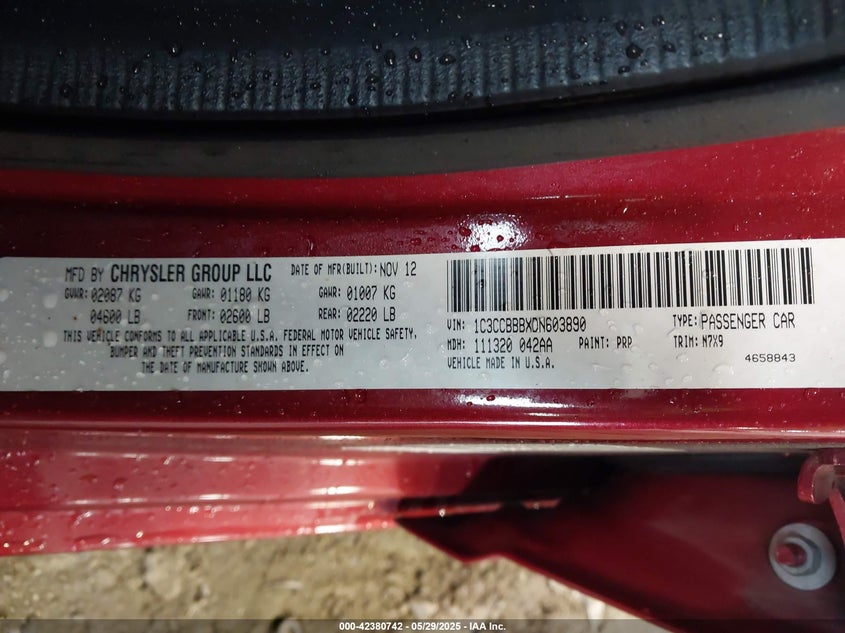 MFD BY CHRYSLER GROUP LLC DATE OF MFR(BUILT): NOV 12
GVWR: 02087 KG GAWR: 01180 KG GAWR: 01007 KG
04600 LB FRONT: 02600 LB REAR: 02220 LB
THIS VEHICLE CONFORMS TO ALL APPLICABLE U.S.A. FEDERAL MOTOR VEHICLE SAFETY,
BUMPER AND THEFT PREVENTION STANDARDS IN EFFECT ON
THE DATE OF MANUFACTURE SHOWN ABOVE.
VIN: 1C3CCBBBXDN603890 TYPE: PASSENGER CAR
MDH: 111320 042AA PAINT: PRP TRIM: N7X9
VEHICLE MADE IN U.S.A. 4658843
000-42380742 / 05/29/2025 - IAA Inc.